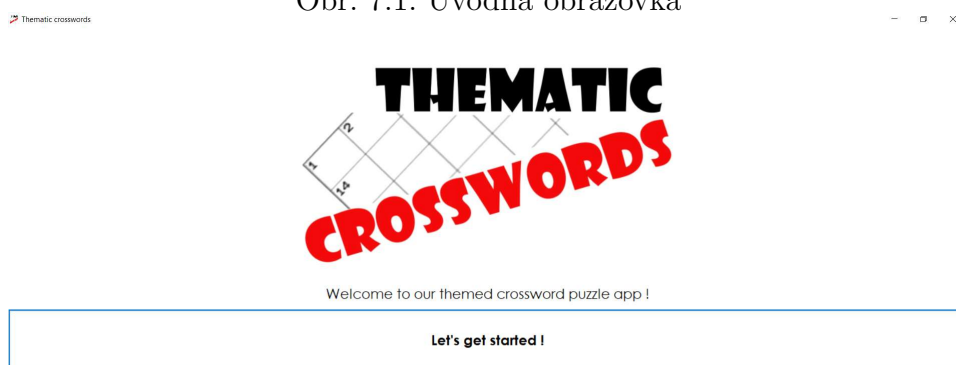 Obr. 7.1: Úvodná obrazovka
Thematic crosswords
THEMATIC
2
1
14
CROSSWORDS
Welcome to our themed crossword puzzle app !
Let's get started !